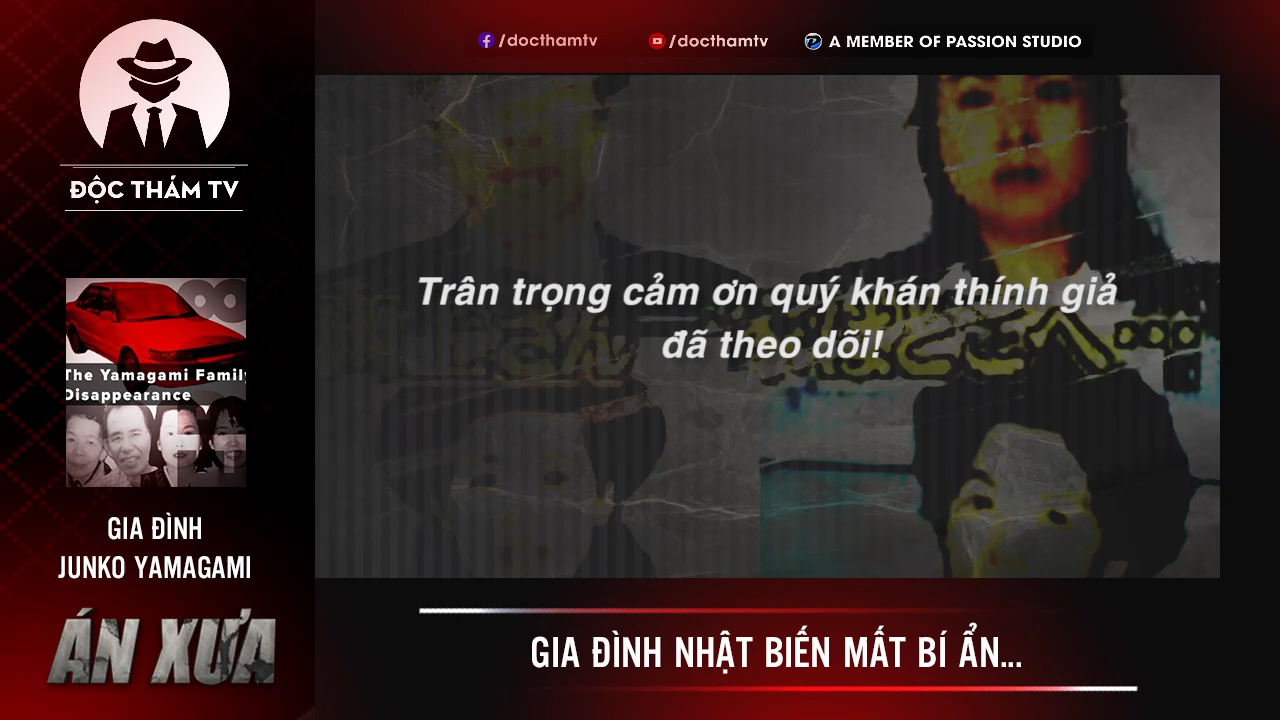 /docthamtv
/docthamtv
A MEMBER OF PASSION STUDIO
ĐỘC THÁM TV
Trân trọng cảm ơn quý khán thính giả
đã theo dõi!
The Yamagami Family
Disappearance
GIA ĐÌNH
JUNKO YAMAGAMI
ÁN XƯA
GIA ĐÌNH NHẬT BIẾN MẤT BÍ ẨN...